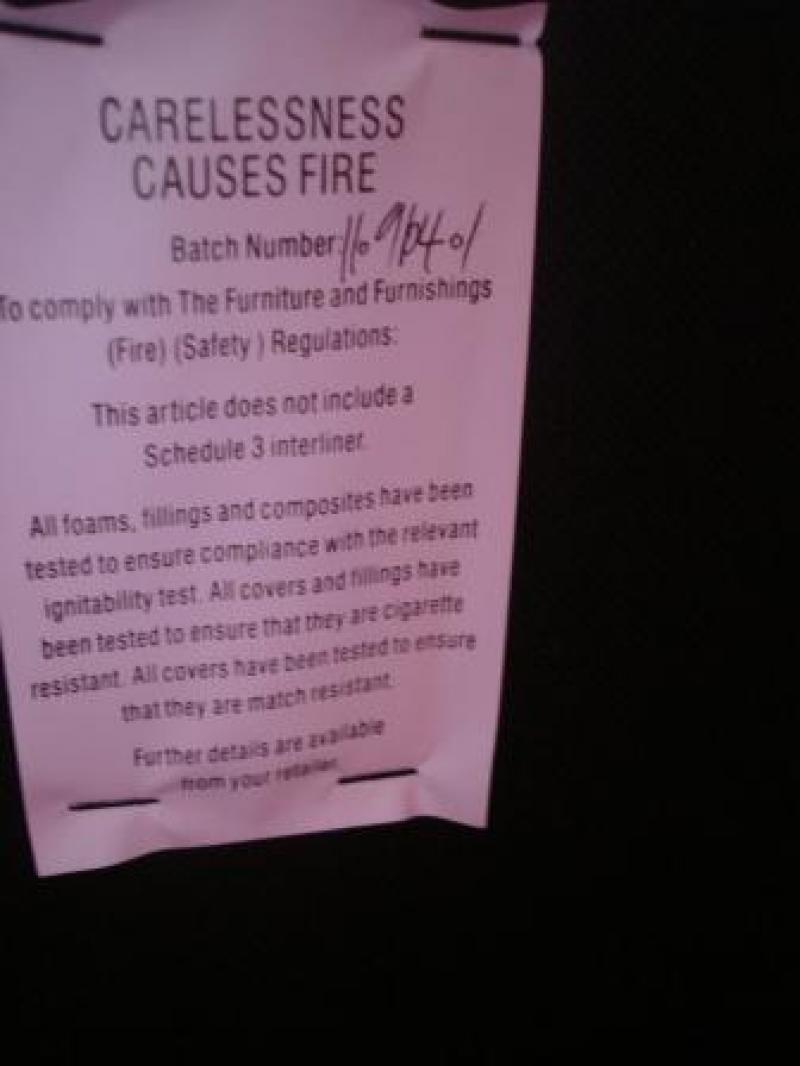 CARELESSNESS
CAUSES FIRE
Batch Number:
To comply with The Furniture and Furnishings
(Fire) (Safety ) Regulations:
This article does not include a
Schedule 3 interliner.
All foams, fillings and composites have been
tested to ensure compliance with the relevant
ignitability test. All covers and fillings have
been tested to ensure that they are cigarette
resistant. All covers have been tested to ensure
that they are match resistant.
Further details are available
from your retailer.